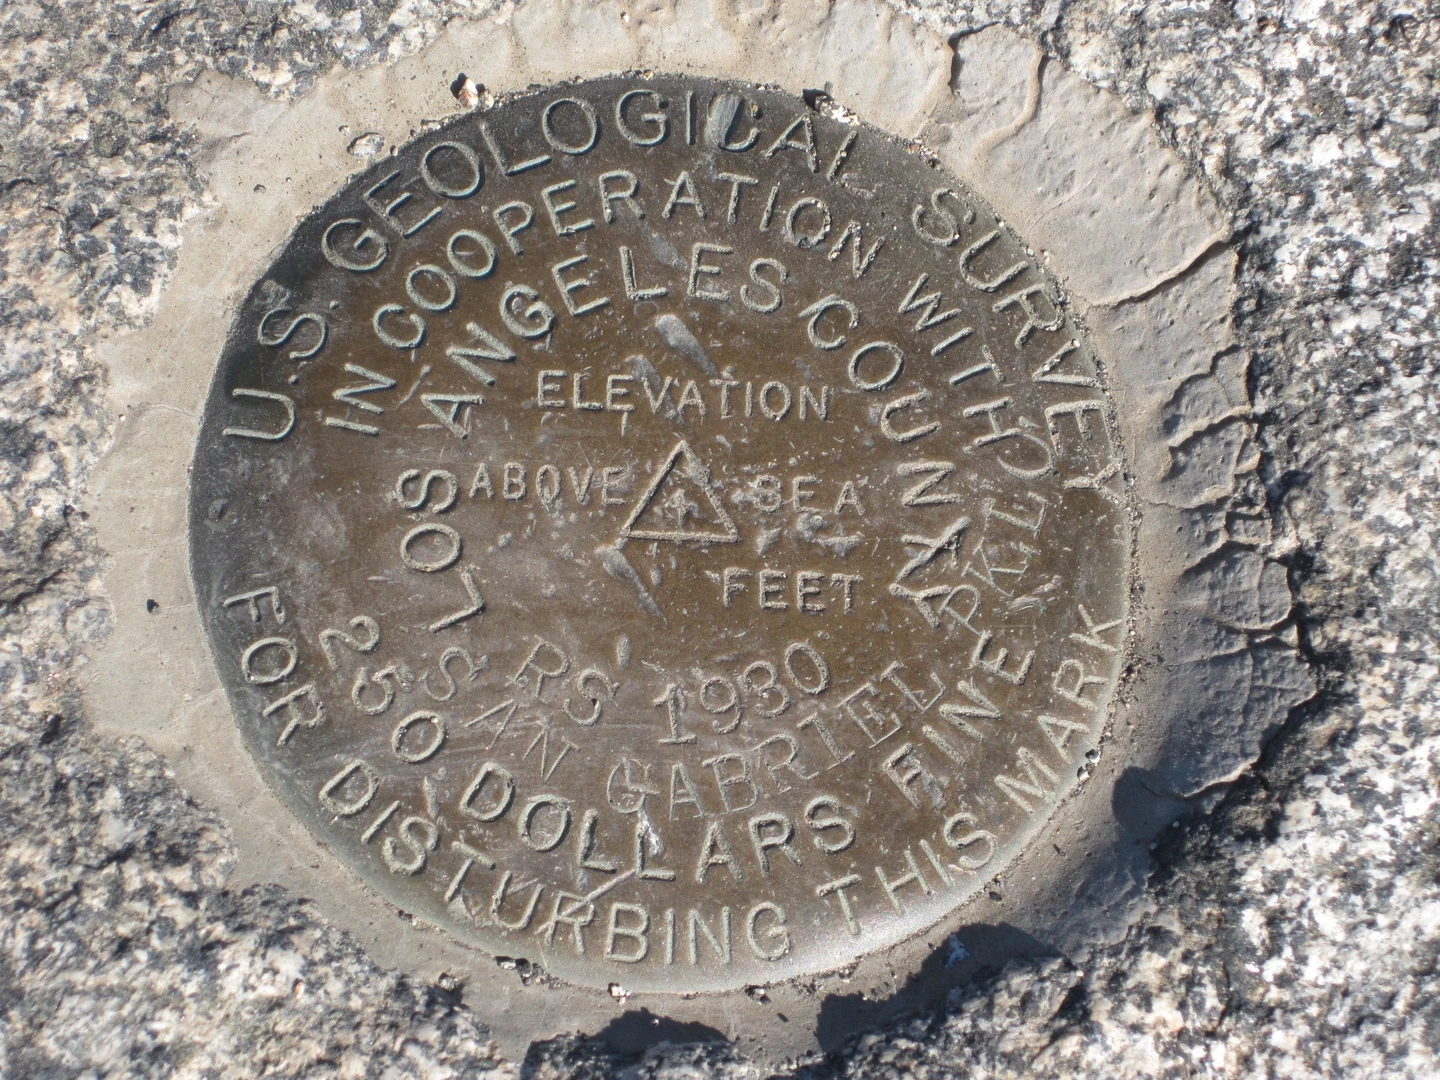 U.S. GEOLOGICAL SURVEY
IN COOPERATION WITH
LOS ANGELES COUNTY
ELEVATION
ABOVE SEA
FEET
RS 1930
SAN GABRIEL
250 DOLLARS FINE
FOR DISTURBING THIS MARK